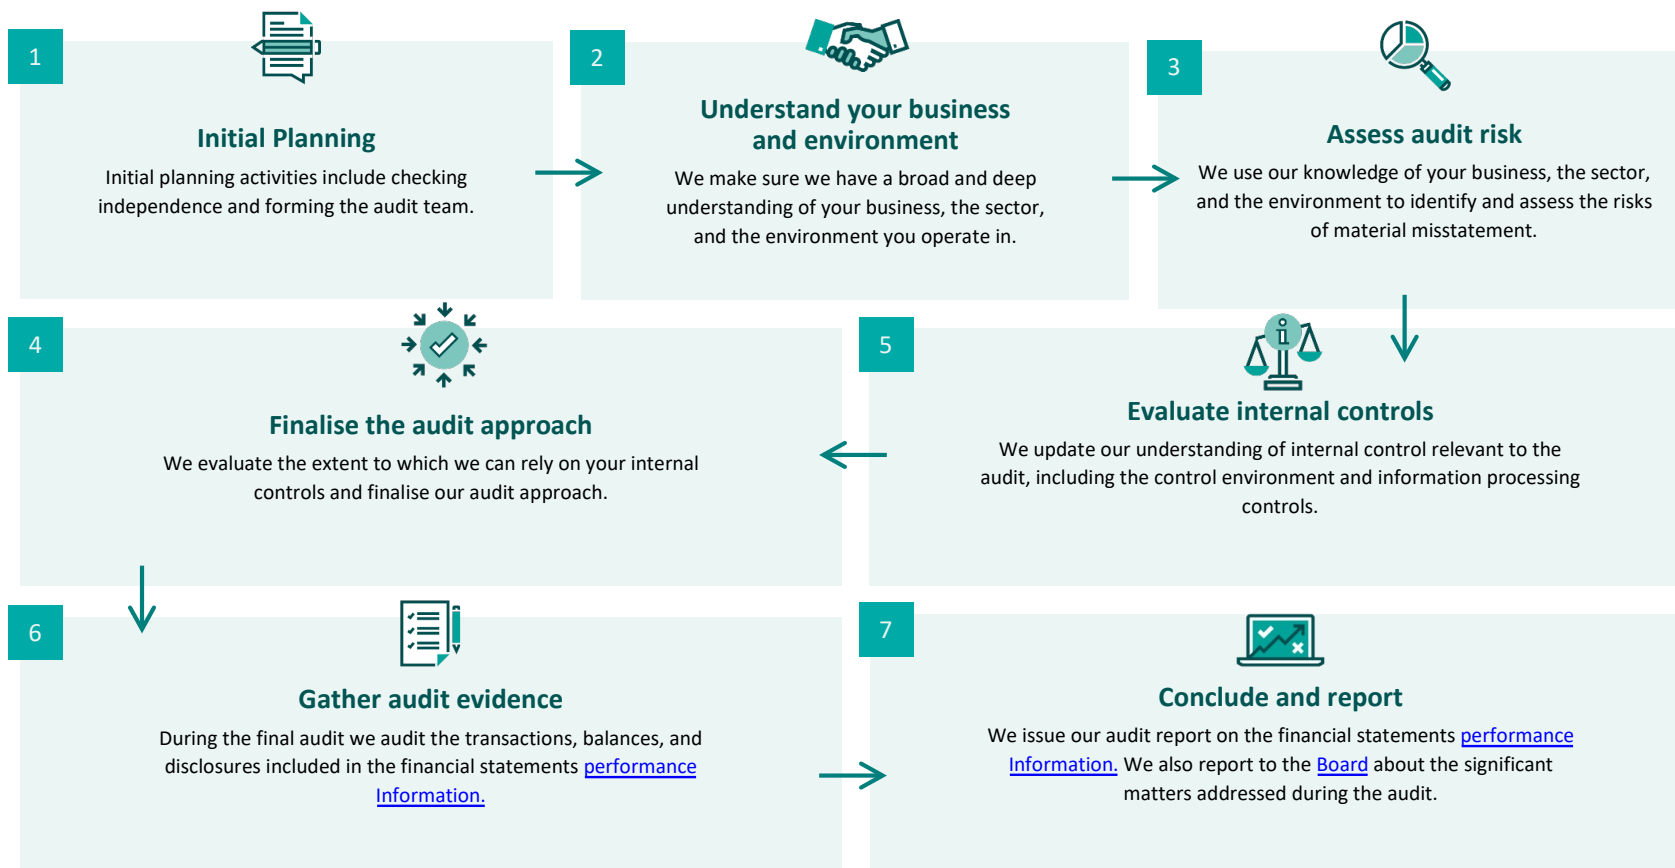 1
Initial Planning
Initial planning activities include checking
independence and forming the audit team.
2
Understand your business
and environment
We make sure we have a broad and deep
understanding of your business, the sector,
and the environment you operate in.
3
Assess audit risk
We use our knowledge of your business, the sector,
and the environment to identify and assess the risks
of material misstatement.
4
Finalise the audit approach
We evaluate the extent to which we can rely on your internal
controls and finalise our audit approach.
5
i
Evaluate internal controls
We update our understanding of internal control relevant to the
audit, including the control environment and information processing
controls.
6
Gather audit evidence
During the final audit we audit the transactions, balances, and
disclosures included in the financial statements performance
Information.
7
Conclude and report
We issue our audit report on the financial statements performance
Information. We also report to the Board about the significant
matters addressed during the audit.